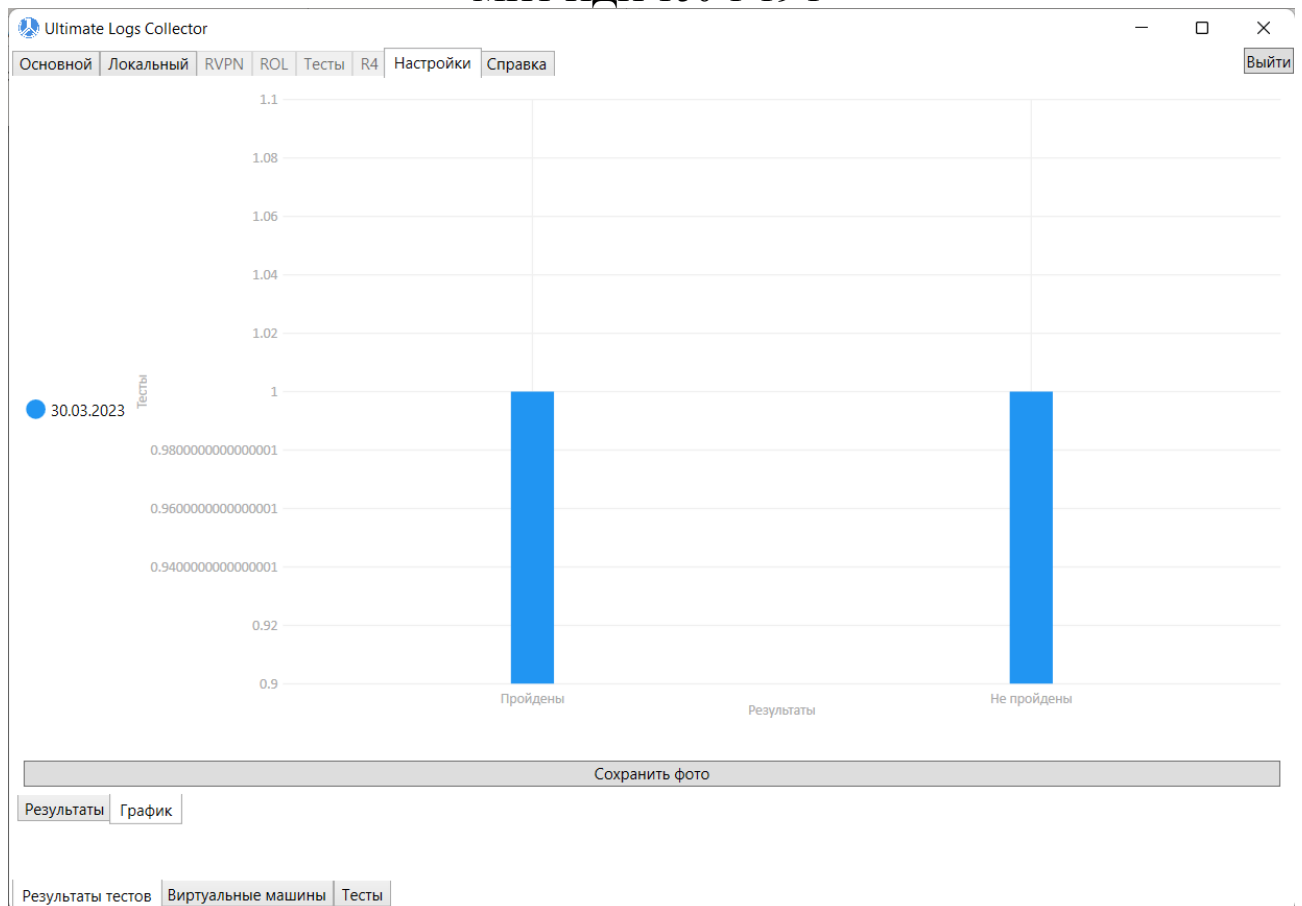 Ultimate Logs Collector
Основной Локальный RVPN ROL Тесты R4 Настройки Справка Выйти
1.1
1.08
1.06
1.04
1.02
1
0.9800000000000001
0.9600000000000001
0.9400000000000001
0.92
0.9
Тесты
30.03.2023
Пройдены Не пройдены
Результаты
Сохранить фото
Результаты График
Результаты тестов Виртуальные машины Тесты